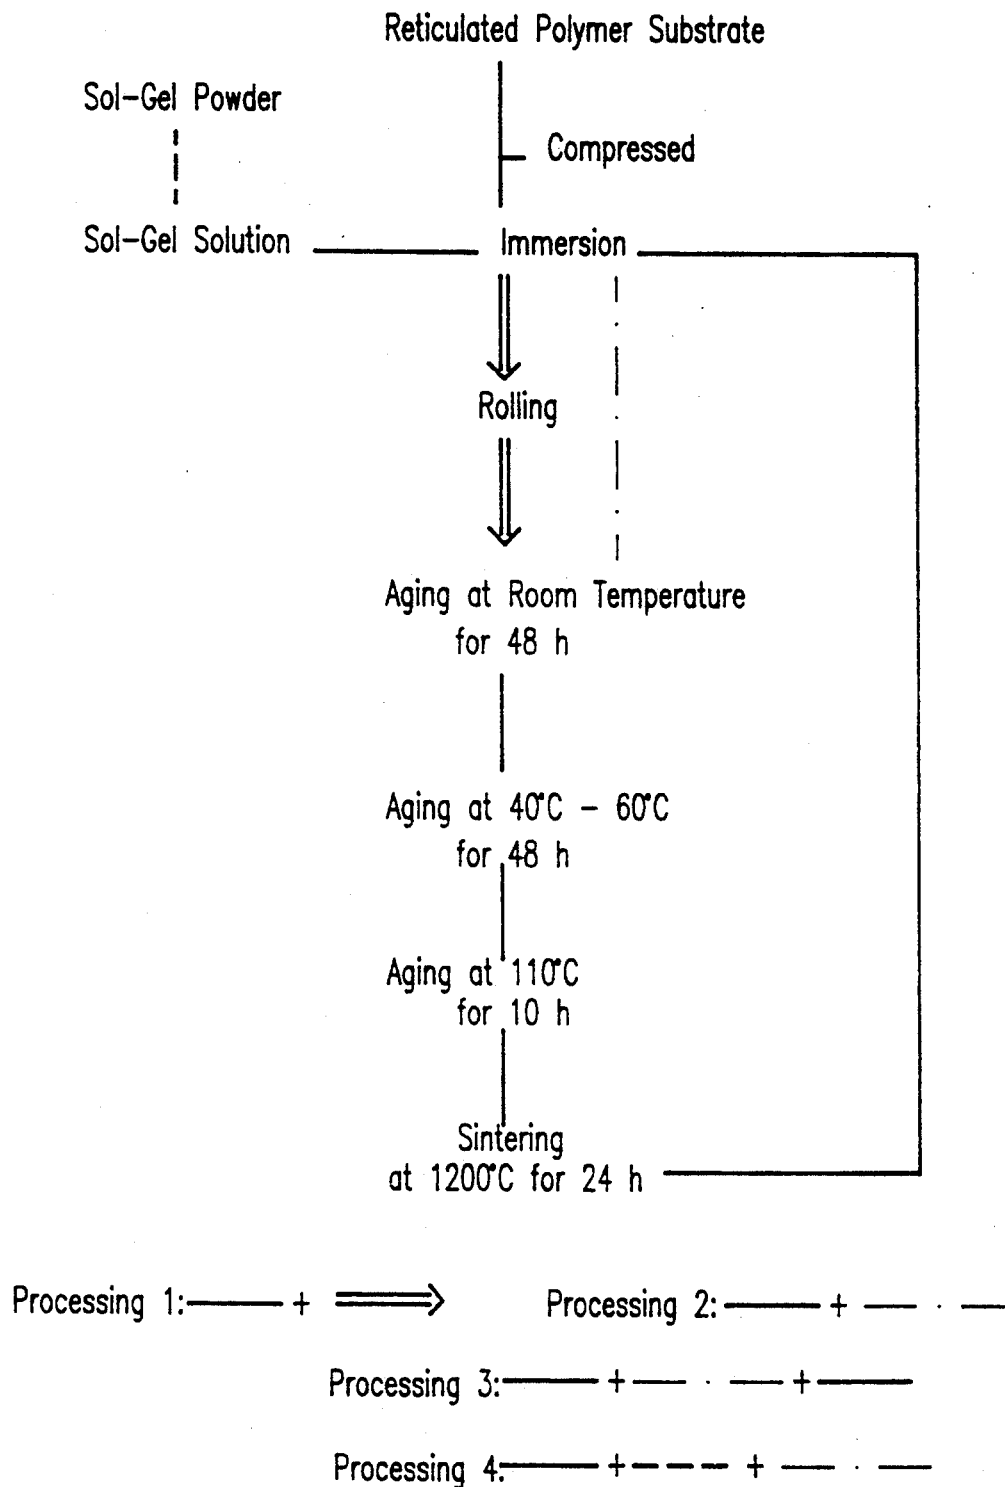 Reticulated Polymer Substrate
Sol-Gel Powder
Compressed
Sol-Gel Solution
Immersion
Rolling
Aging at Room Temperature
for 48 h
Aging at 40°C - 60°C
for 48 h
Aging at 110°C
for 10 h
Sintering
at 1200°C for 24 h
Processing 1: +
Processing 2: +
Processing 3: + +
Processing 4: + +